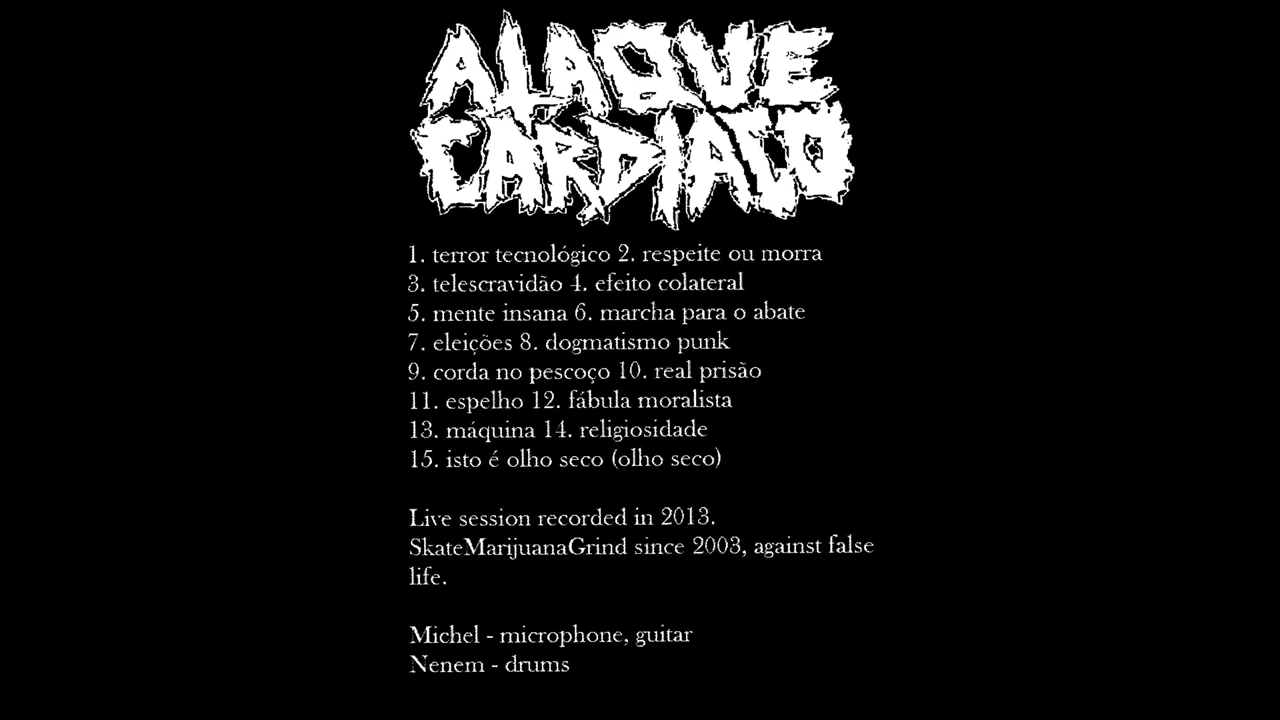 ATAQUE
CARDIACO
1. terror tecnológico 2. respeite ou morra
3. telescravidão 4. efeito colateral
5. mente insana 6. marcha para o abate
7. eleições 8. dogmatismo punk
9. corda no pescoço 10. real prisão
11. espelho 12. fábula moralista
13. máquina 14. religiosidade
15. isto é olho seco (olho seco)
Live session recorded in 2013.
SkateMarijuanaGrind since 2003, against false
life.
Michel - microphone, guitar
Nenem - drums